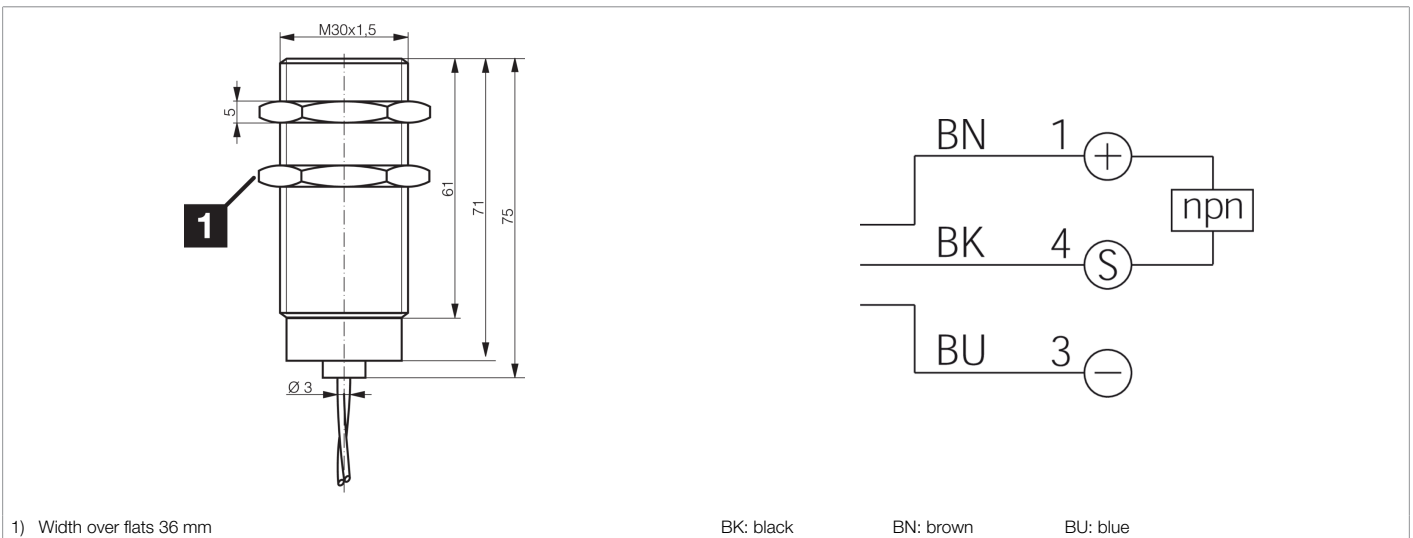 M30x1,5
5
1
61
71
75
Ø 3
BN 1 +
npn
BK 4 S
BU 3 −
1) Width over flats 36 mm
BK: black BN: brown BU: blue